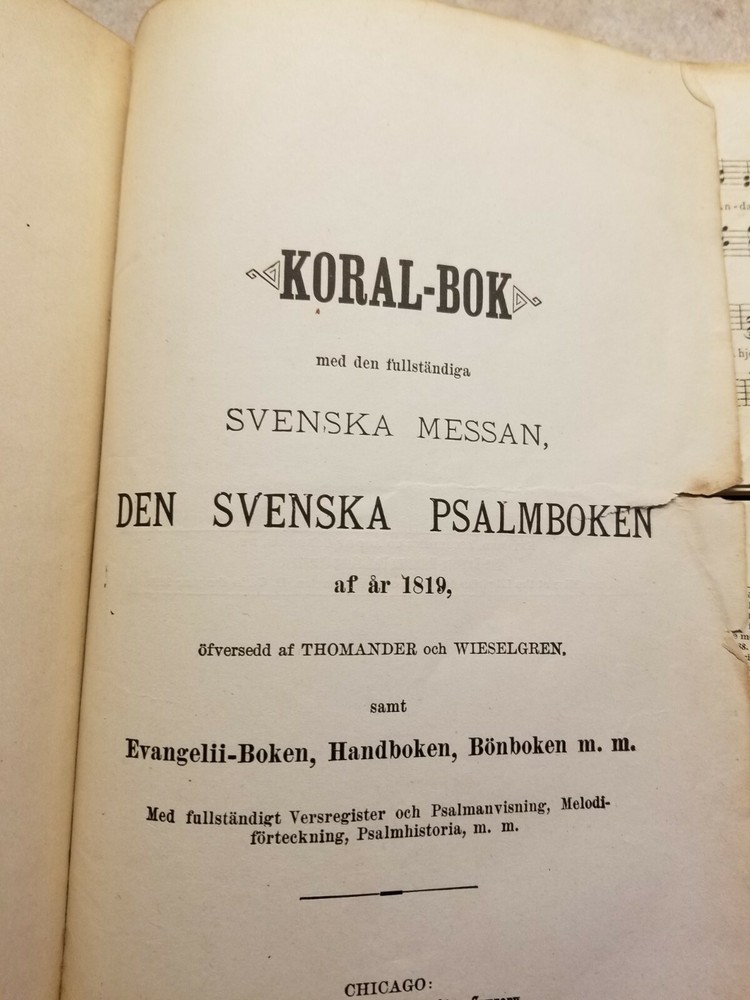 KORAL-BOK
med den fullständiga
SVENSKA MESSAN,
DEN SVENSKA PSALMBOKEN
af år 1819,
öfversedd af THOMANDER och WIESELGREN,
samt
Evangelii-Boken, Handboken, Bönboken m. m.
Med fullständigt Versregister och Psalmanvisning, Melodi-
förteckning, Psalmhistoria, m. m.
CHICAGO: